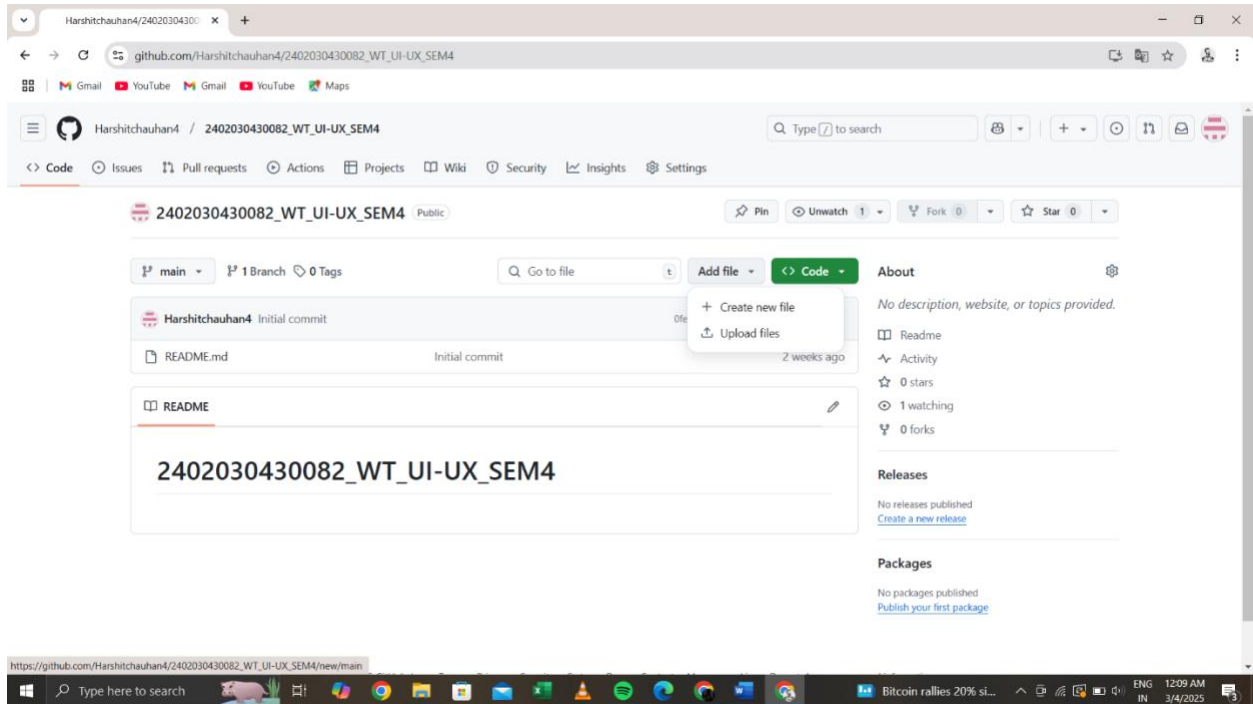 Harshitchauhan4/24020304300
github.com/Harshitchauhan4/2402030430082_WT_UI-UX_SEM4
Gmail YouTube Gmail YouTube Maps
Harshitchauhan4 / 2402030430082_WT_UI-UX_SEM4 Type / to search
Code Issues Pull requests Actions Projects Wiki Security Insights Settings
2402030430082_WT_UI-UX_SEM4 Public Pin Unwatch 1 Fork 0 Star 0
main 1 Branch 0 Tags Go to file t Add file Code About
Create new file
Upload files
No description, website, or topics provided.
Harshitchauhan4 Initial commit 0fe
README.md Initial commit 2 weeks ago
Readme
Activity
0 stars
1 watching
0 forks
README
2402030430082_WT_UI-UX_SEM4
Releases
No releases published
Create a new release
Packages
No packages published
Publish your first package
https://github.com/Harshitchauhan4/2402030430082_WT_UI-UX_SEM4/new/main
Type here to search Bitcoin rallies 20% si... ENG 12:09 AM
IN 3/4/2025 3